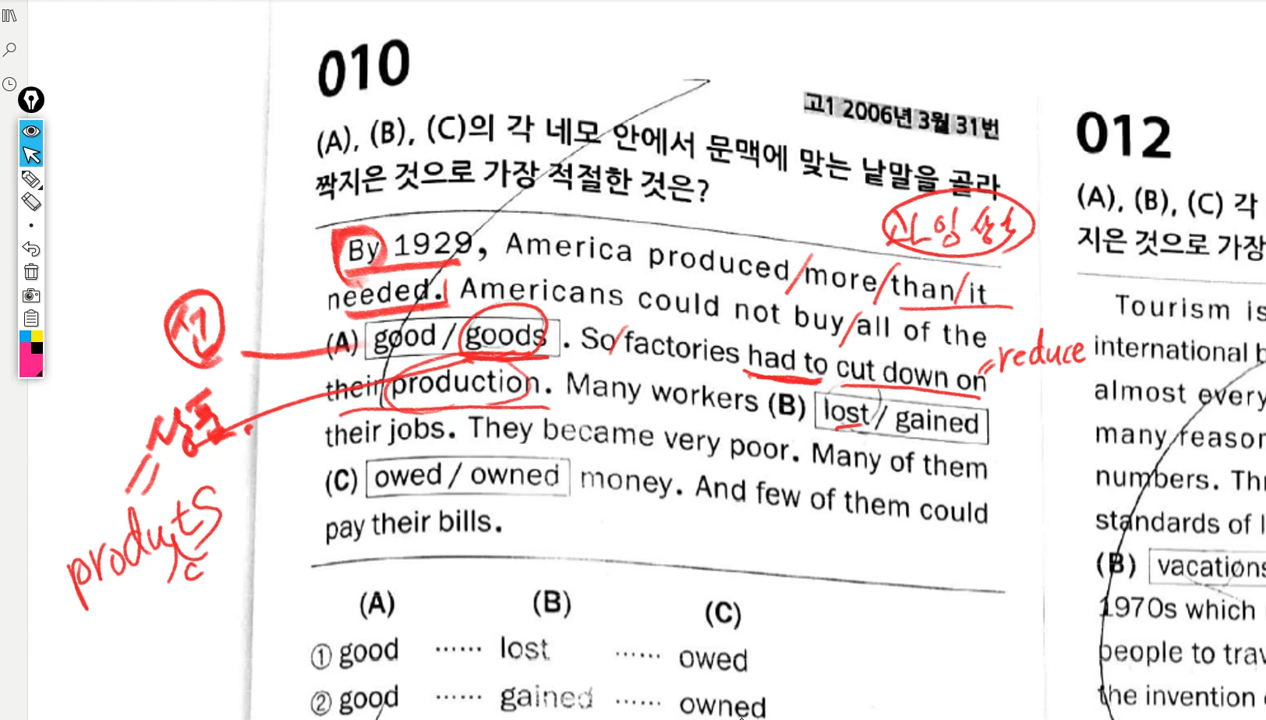 010
고1 2006년 3월 31번
(A), (B), (C)의 각 네모 안에서 문맥에 맞는 낱말을 골라
짝지은 것으로 가장 적절한 것은?
By 1929, America produced more than it
needed. Americans could not buy all of the
(A) good / goods . So factories had to cut down on
their production. Many workers (B) lost / gained
their jobs. They became very poor. Many of them
(C) owed / owned money. And few of them could
pay their bills.
(A) (B) (C)
① good ...... lost ...... owed
② good ...... gained ...... owned
reduce
012
(A), (B), (C) 각
지은 것으로 가장
Tourism is
international b
almost every
many reason
numbers. Thr
standards of l
(B) vacations
1970s which
people to trav
the invention